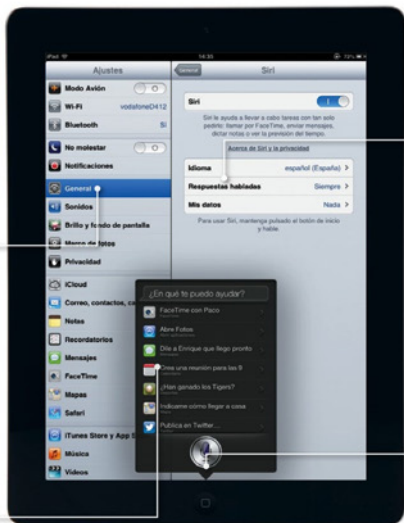 iPad
14:35
72%
Ajustes
General
Siri
Modo Avión
Wi-Fi
vodafoneD412
Bluetooth
Sí
No molestar
Notificaciones
General
Sonidos
Brillo y fondo de pantalla
Marco de fotos
Privacidad
iCloud
Correo, contactos, ca
Notas
Recordatorios
Mensajes
FaceTime
Mapas
Safari
iTunes Store y App S
Música
Vídeos
Siri
Siri le ayuda a llevar a cabo tareas con tan solo
pedirlo: llamar por FaceTime, enviar mensajes,
dictar notas o ver la previsión del tiempo.
Acerca de Siri y la privacidad
Idioma
español (España)
Respuestas habladas
Siempre
Mis datos
Nada
Para usar Siri, mantenga pulsado el botón de inicio
y hable.
¿En qué te puedo ayudar?
FaceTime con Paco
FaceTime
Abre Fotos
Dile a Enrique que llego pronto
Mensajes
Crea una reunión para las 9
¿Han ganado los Tigers?
Indícame cómo llegar a casa
Mapas
Publica en Twitter...
Twitter